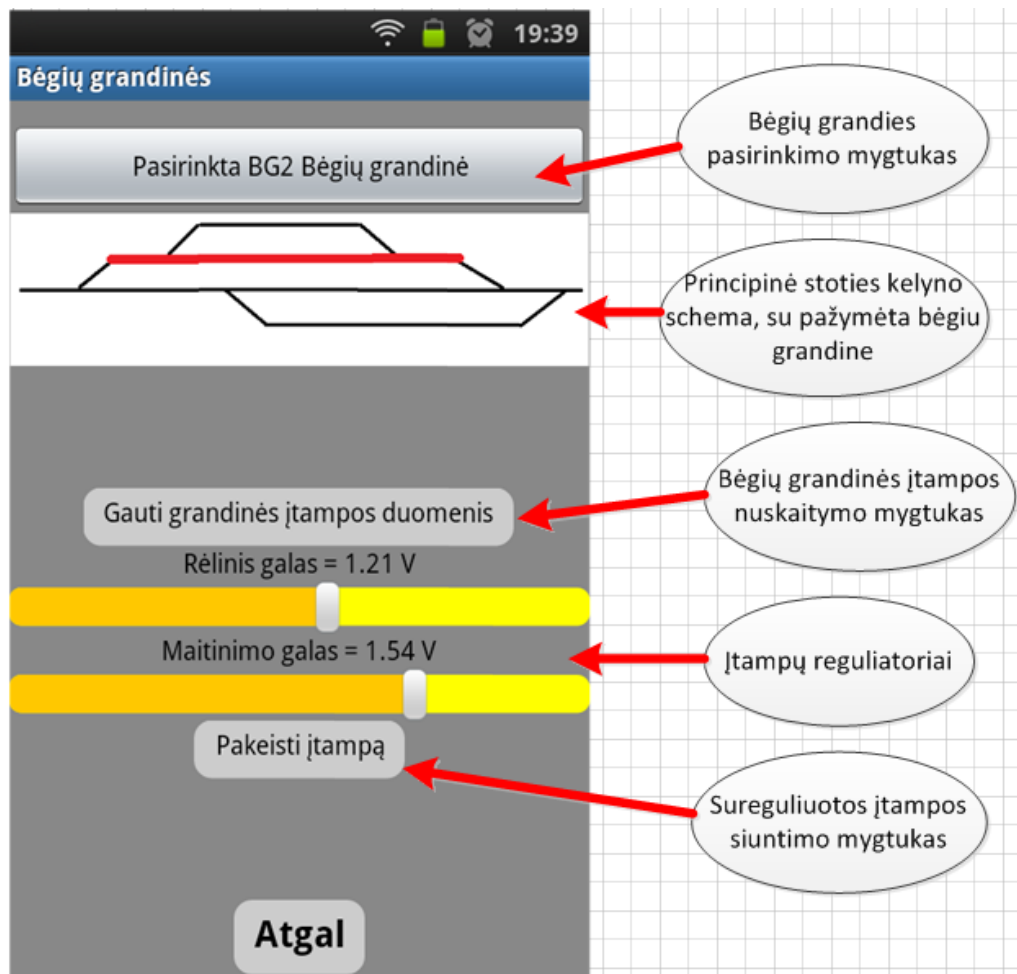 19:39
Bėgių grandinės
Pasirinkta BG2 Bėgių grandinė
Gauti grandinės įtampos duomenis
Rėlinis galas = 1.21 V
Maitinimo galas = 1.54 V
Pakeisti įtampą
Atgal
Bėgių grandies
pasirinkimo mygtukas
Principinė stoties kelyno
schema, su pažymėta bėgiu
grandine
Bėgių grandinės įtampos
nuskaitymo mygtukas
Įtampų reguliatoriai
Sureguliuotos įtampos
siuntimo mygtukas